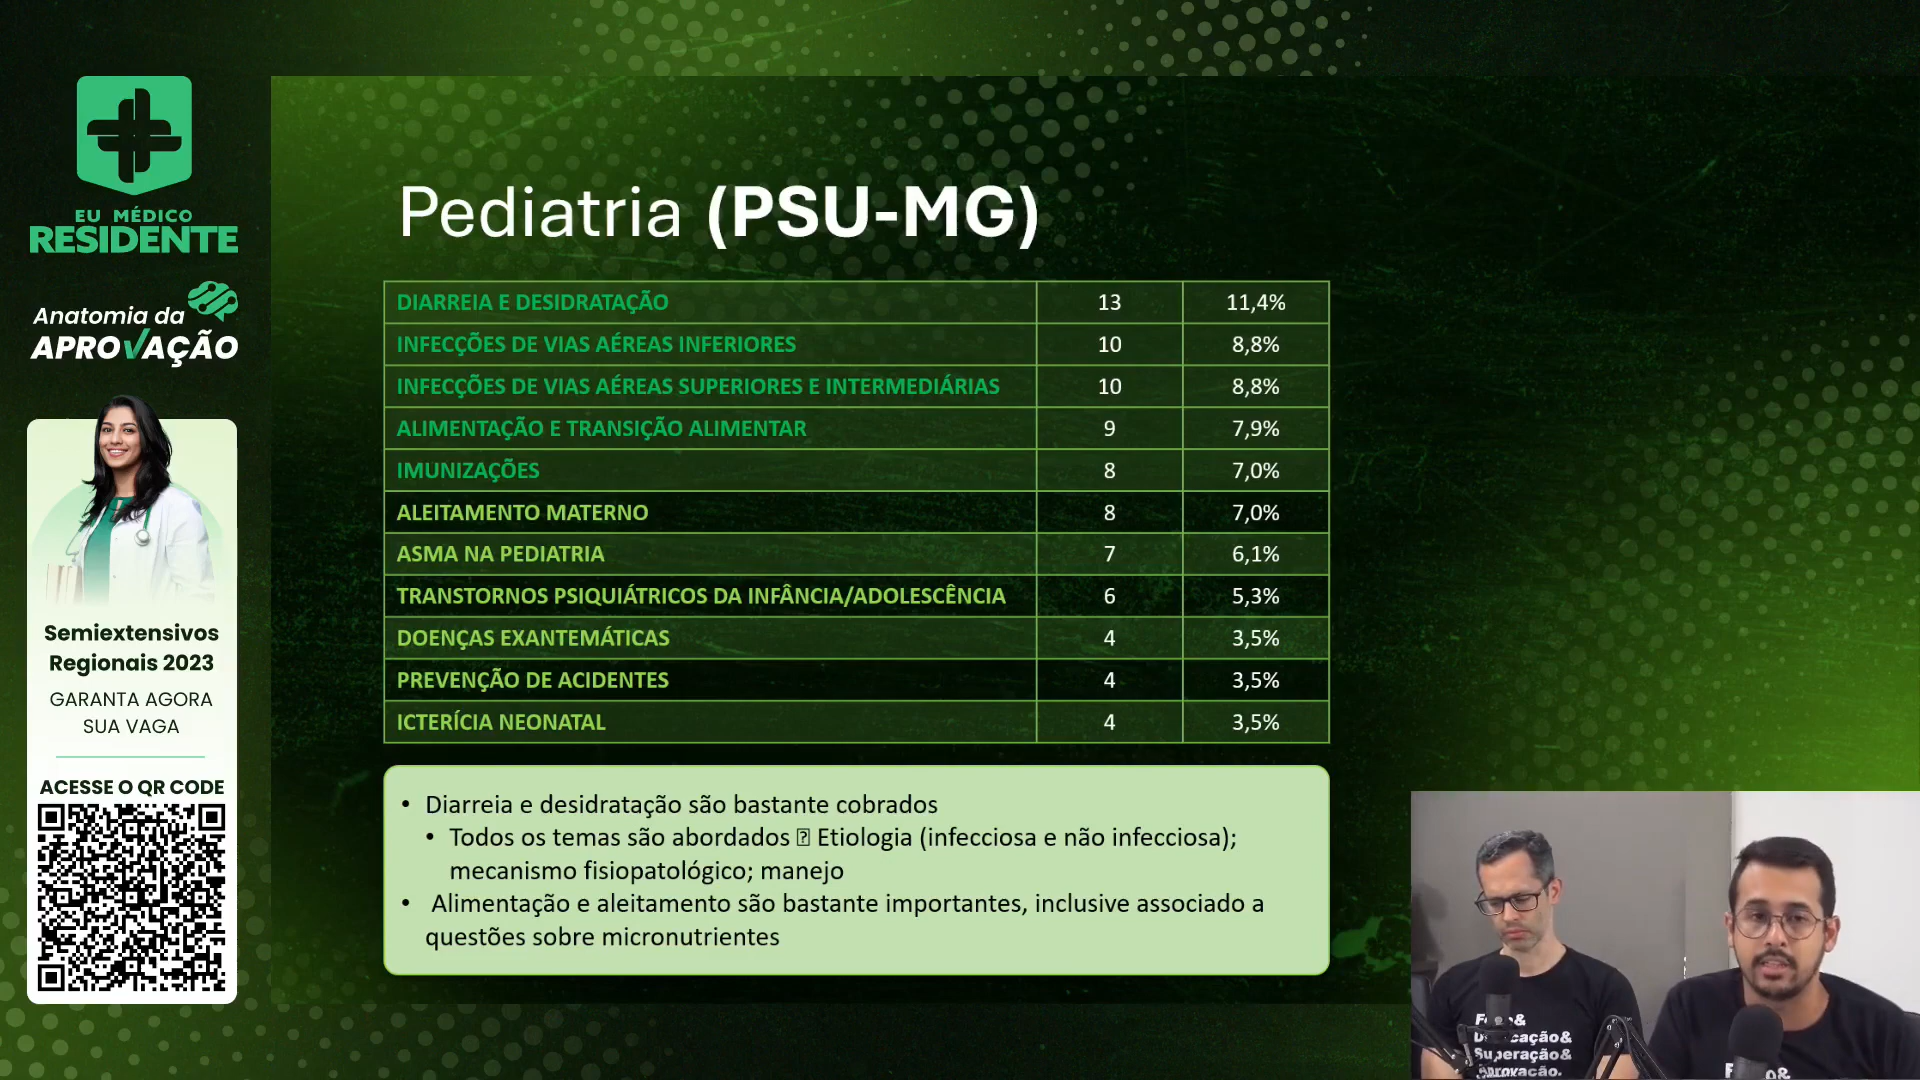 EU MÉDICO
RESIDENTE
Anatomia da
APROVAÇÃO
Semiextensivos
Regionais 2023
GARANTA AGORA
SUA VAGA
ACESSE O QR CODE
Pediatria (PSU-MG)
DIARREIA E DESIDRATAÇÃO 13 11,4%
INFECÇÕES DE VIAS AÉREAS INFERIORES 10 8,8%
INFECÇÕES DE VIAS AÉREAS SUPERIORES E INTERMEDIÁRIAS 10 8,8%
ALIMENTAÇÃO E TRANSIÇÃO ALIMENTAR 9 7,9%
IMUNIZAÇÕES 8 7,0%
ALEITAMENTO MATERNO 8 7,0%
ASMA NA PEDIATRIA 7 6,1%
TRANSTORNOS PSIQUIÁTRICOS DA INFÂNCIA/ADOLESCÊNCIA 6 5,3%
DOENÇAS EXANTEMÁTICAS 4 3,5%
PREVENÇÃO DE ACIDENTES 4 3,5%
ICTERÍCIA NEONATAL 4 3,5%
• Diarreia e desidratação são bastante cobrados
• Todos os temas são abordados ⍰ Etiologia (infecciosa e não infecciosa);
mecanismo fisiopatológico; manejo
• Alimentação e aleitamento são bastante importantes, inclusive associado a
questões sobre micronutrientes
Superação&
Aprovação.